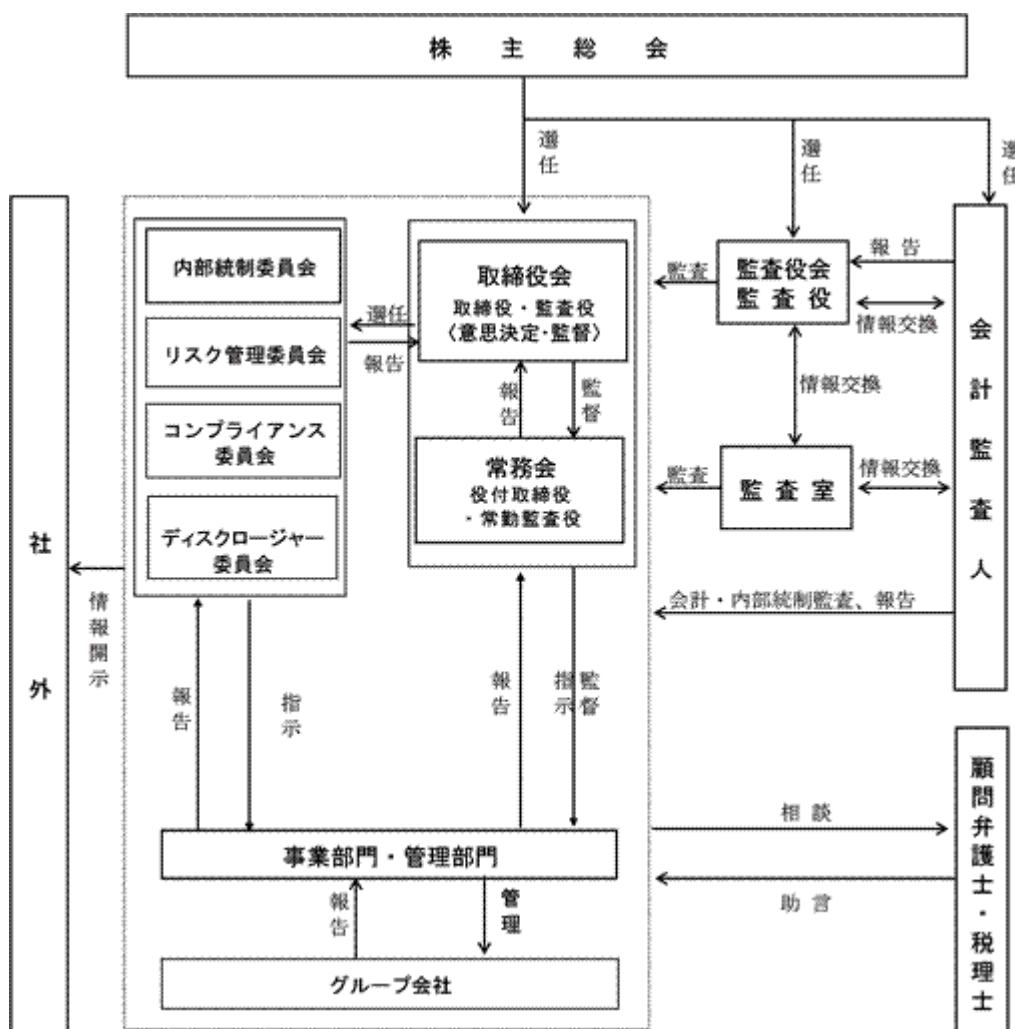 株主総会
選任
選任
選任
内部統制委員会
リスク管理委員会
コンプライアンス
委員会
ディスクロージャー
委員会
選任
報告
取締役会
取締役・監査役
〈意思決定・監督〉
報告
監督
常務会
役付取締役
・常勤監査役
監査
監査役会
監査役
報告
情報交換
情報交換
監査
監査室
情報交換
会計監査人
会計・内部統制監査、報告
社外
情報開示
報告
指示
報告
指示
監督
事業部門・管理部門
報告
管理
グループ会社
相談
助言
顧問弁護士・税理士